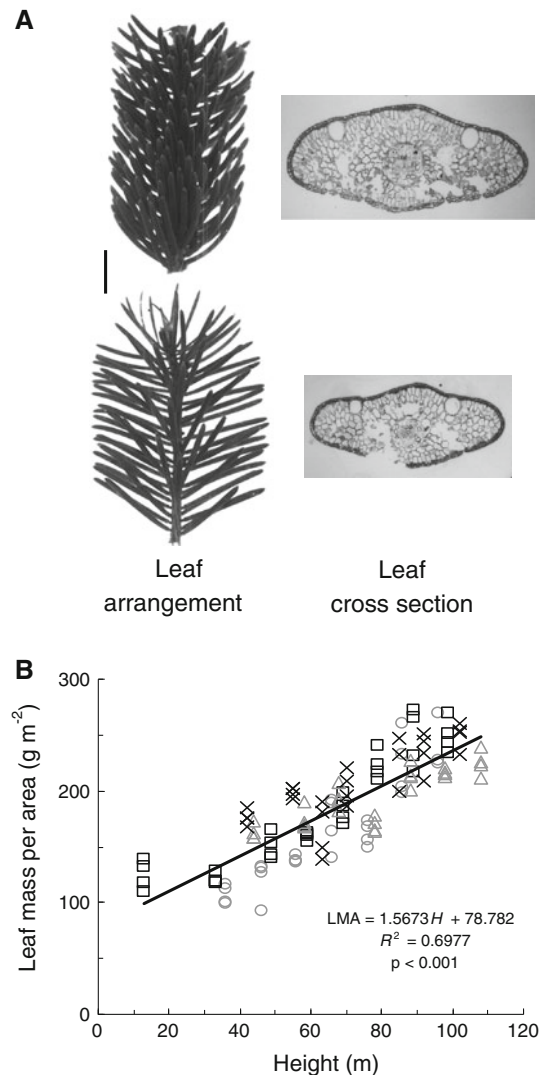 A
Leaf
arrangement
Leaf
cross section
B
300
200
100
0
Leaf mass per area (g m⁻²)
LMA = 1.5673H + 78.782
R² = 0.6977
p < 0.001
0 20 40 60 80 100 120
Height (m)